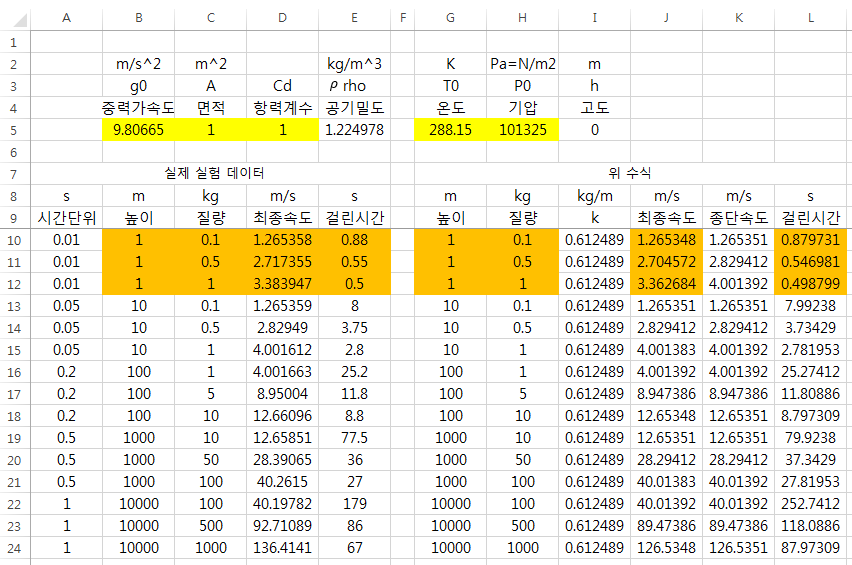 A B C D E F G H I J K L
1
2 m/s^2 m^2 kg/m^3 K Pa=N/m2 m
3 g0 A Cd ρ rho T0 P0 h
4 중력가속도 면적 항력계수 공기밀도 온도 기압 고도
5 9.80665 1 1 1.224978 288.15 101325 0
6
7 실제 실험 데이터 위 수식
8 s m kg m/s s m kg kg/m m/s m/s s
9 시간단위 높이 질량 최종속도 걸린시간 높이 질량 k 최종속도 종단속도 걸린시간
10 0.01 1 0.1 1.265358 0.88 1 0.1 0.612489 1.265348 1.265351 0.879731
11 0.01 1 0.5 2.717355 0.55 1 0.5 0.612489 2.704572 2.829412 0.546981
12 0.01 1 1 3.383947 0.5 1 1 0.612489 3.362684 4.001392 0.498799
13 0.05 10 0.1 1.265359 8 10 0.1 0.612489 1.265351 1.265351 7.99238
14 0.05 10 0.5 2.82949 3.75 10 0.5 0.612489 2.829412 2.829412 3.73429
15 0.05 10 1 4.001612 2.8 10 1 0.612489 4.001383 4.001392 2.781953
16 0.2 100 1 4.001663 25.2 100 1 0.612489 4.001392 4.001392 25.27412
17 0.2 100 5 8.95004 11.8 100 5 0.612489 8.947386 8.947386 11.80886
18 0.2 100 10 12.66096 8.8 100 10 0.612489 12.65348 12.65351 8.797309
19 0.5 1000 10 12.65851 77.5 1000 10 0.612489 12.65351 12.65351 79.9238
20 0.5 1000 50 28.39065 36 1000 50 0.612489 28.29412 28.29412 37.3429
21 0.5 1000 100 40.2615 27 1000 100 0.612489 40.01383 40.01392 27.81953
22 1 10000 100 40.19782 179 10000 100 0.612489 40.01392 40.01392 252.7412
23 1 10000 500 92.71089 86 10000 500 0.612489 89.47386 89.47386 118.0886
24 1 10000 1000 136.4141 67 10000 1000 0.612489 126.5348 126.5351 87.97309